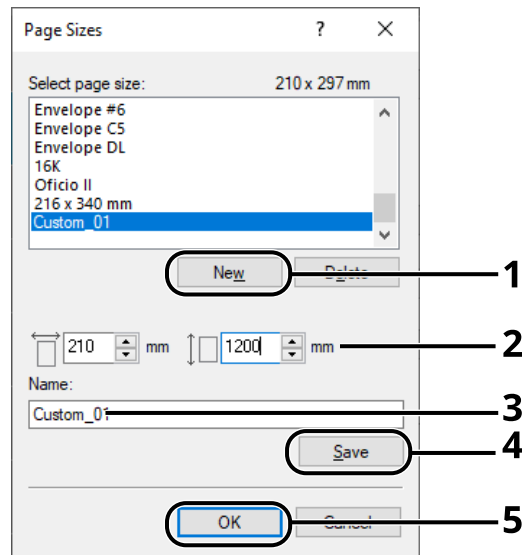 Page Sizes ? ×
Select page size: 210 x 297 mm
Envelope #6
Envelope C5
Envelope DL
16K
Oficio II
216 x 340 mm
Custom_01
New Delete 1
210 mm 1200 mm 2
Name:
Custom_01 3
Save 4
OK Cancel 5